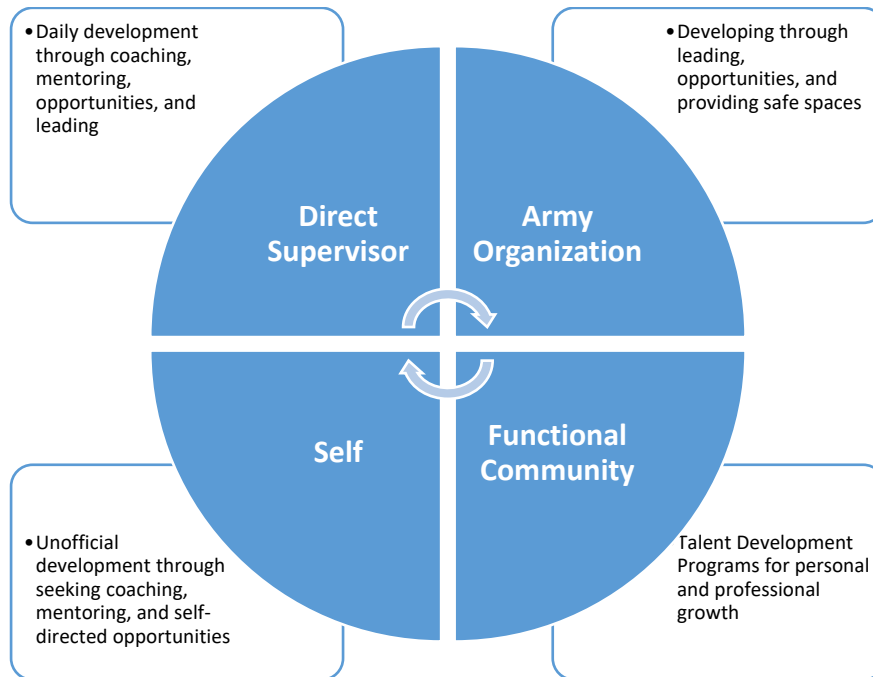 •Daily development
through coaching,
mentoring,
opportunities, and
leading
•Developing through
leading,
opportunities, and
providing safe spaces
Direct
Supervisor
Army
Organization
Self
Functional
Community
•Unofficial
development through
seeking coaching,
mentoring, and self-
directed opportunities
Talent Development
Programs for personal
and professional
growth